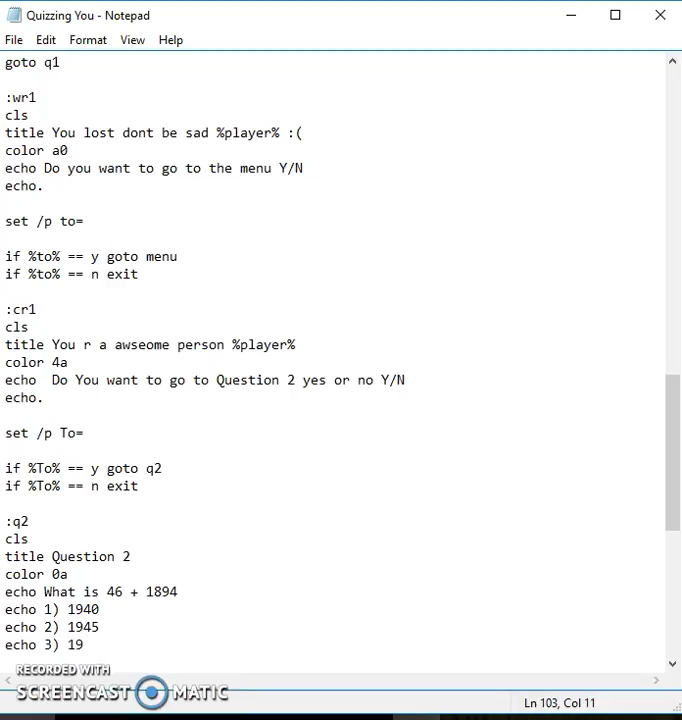 Quizzing You - Notepad
File Edit Format View Help
goto q1
:wr1
cls
title You lost dont be sad %player% :(
color a0
echo Do you want to go to the menu Y/N
echo.
set /p to=
if %to% == y goto menu
if %to% == n exit
:cr1
cls
title You r a awseome person %player%
color 4a
echo  Do You want to go to Question 2 yes or no Y/N
echo.
set /p To=
if %To% == y goto q2
if %To% == n exit
:q2
cls
title Question 2
color 0a
echo What is 46 + 1894
echo 1) 1940
echo 2) 1945
echo 3) 19
RECORDED WITH
SCREENCAST MATIC
Ln 103, Col 11